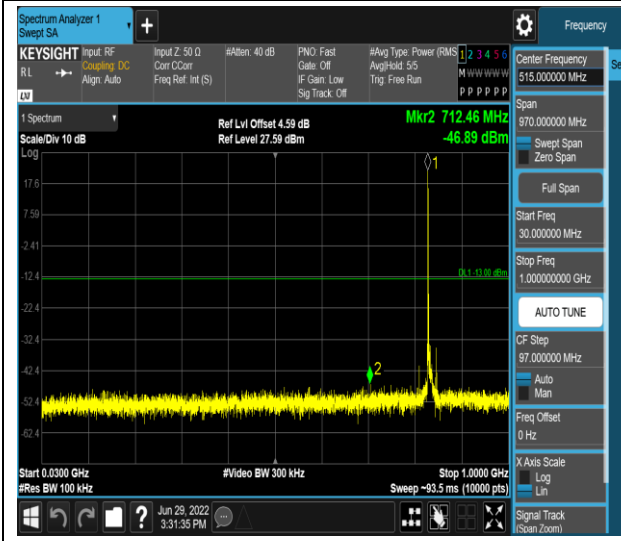 Spectrum Analyzer 1
Swept SA
Frequency
KEYSIGHT
RL
LXI
Input: RF
Coupling: DC
Align: Auto
Input Z: 50 Ω
Corr CCorr
Freq Ref: Int (S)
#Atten: 40 dB
PNO: Fast
Gate: Off
IF Gain: Low
Sig Track: Off
#Avg Type: Power (RMS
Avg|Hold: 5/5
Trig: Free Run
1 2 3 4 5 6
M W W W W W
P P P P P P
1 Spectrum
Scale/Div 10 dB
Log
Ref Lvl Offset 4.59 dB
Ref Level 27.59 dBm
Mkr2 712.46 MHz
-46.89 dBm
1
17.6
7.59
-2.41
-12.4
DL1 -13.00 dBm
-22.4
-32.4
-42.4
2
-52.4
-62.4
Start 0.0300 GHz
#Res BW 100 kHz
#Video BW 300 kHz
Stop 1.0000 GHz
Sweep ~93.5 ms (10000 pts)
Center Frequency
515.000000 MHz
Se
Span
970.000000 MHz
Swept Span
Zero Span
Full Span
Start Freq
30.000000 MHz
Stop Freq
1.000000000 GHz
AUTO TUNE
CF Step
97.000000 MHz
Auto
Man
Freq Offset
0 Hz
X Axis Scale
Log
Lin
Signal Track
(Span Zoom)
?
Jun 29, 2022
3:31:35 PM